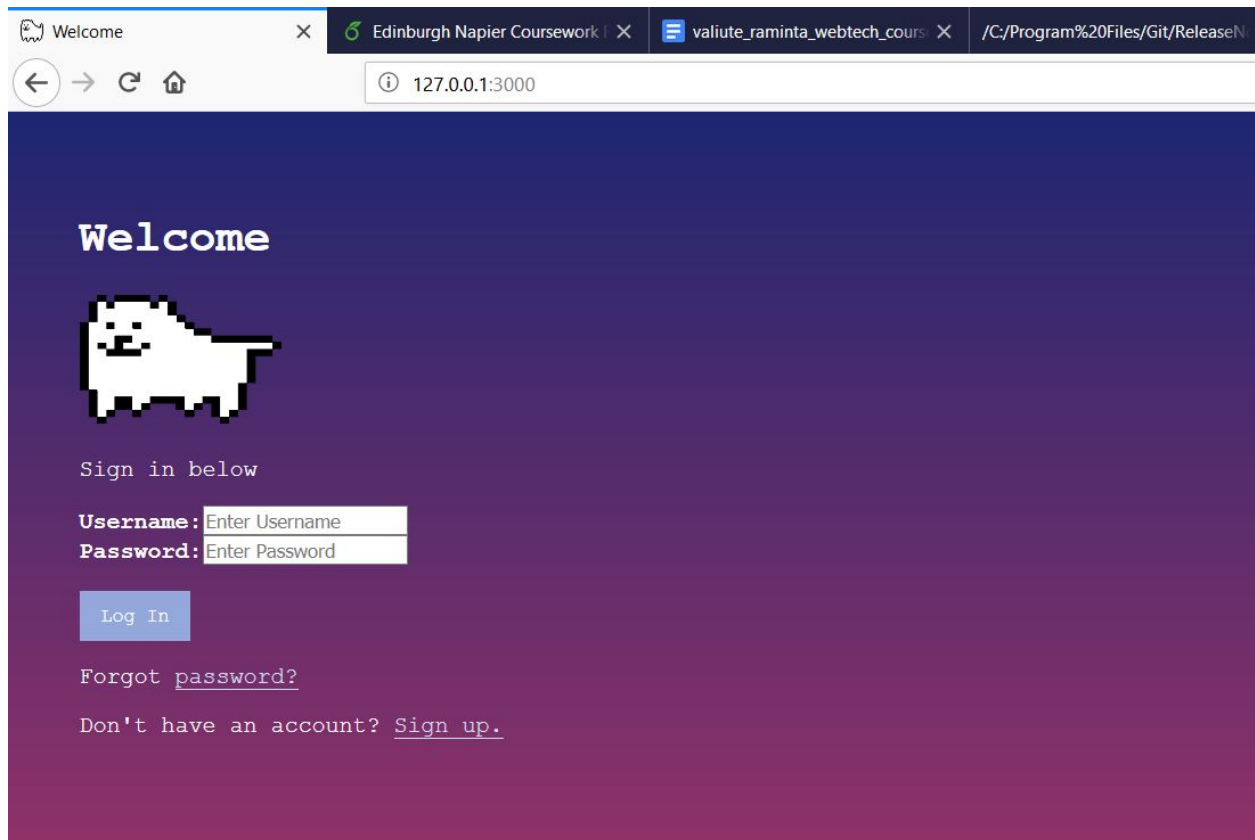 Welcome
Edinburgh Napier Coursework
valiute_raminta_webtech_cours
/C:/Program%20Files/Git/ReleaseN
127.0.0.1:3000
Welcome
Sign in below
Username: Enter Username
Password: Enter Password
Log In
Forgot password?
Don't have an account? Sign up.